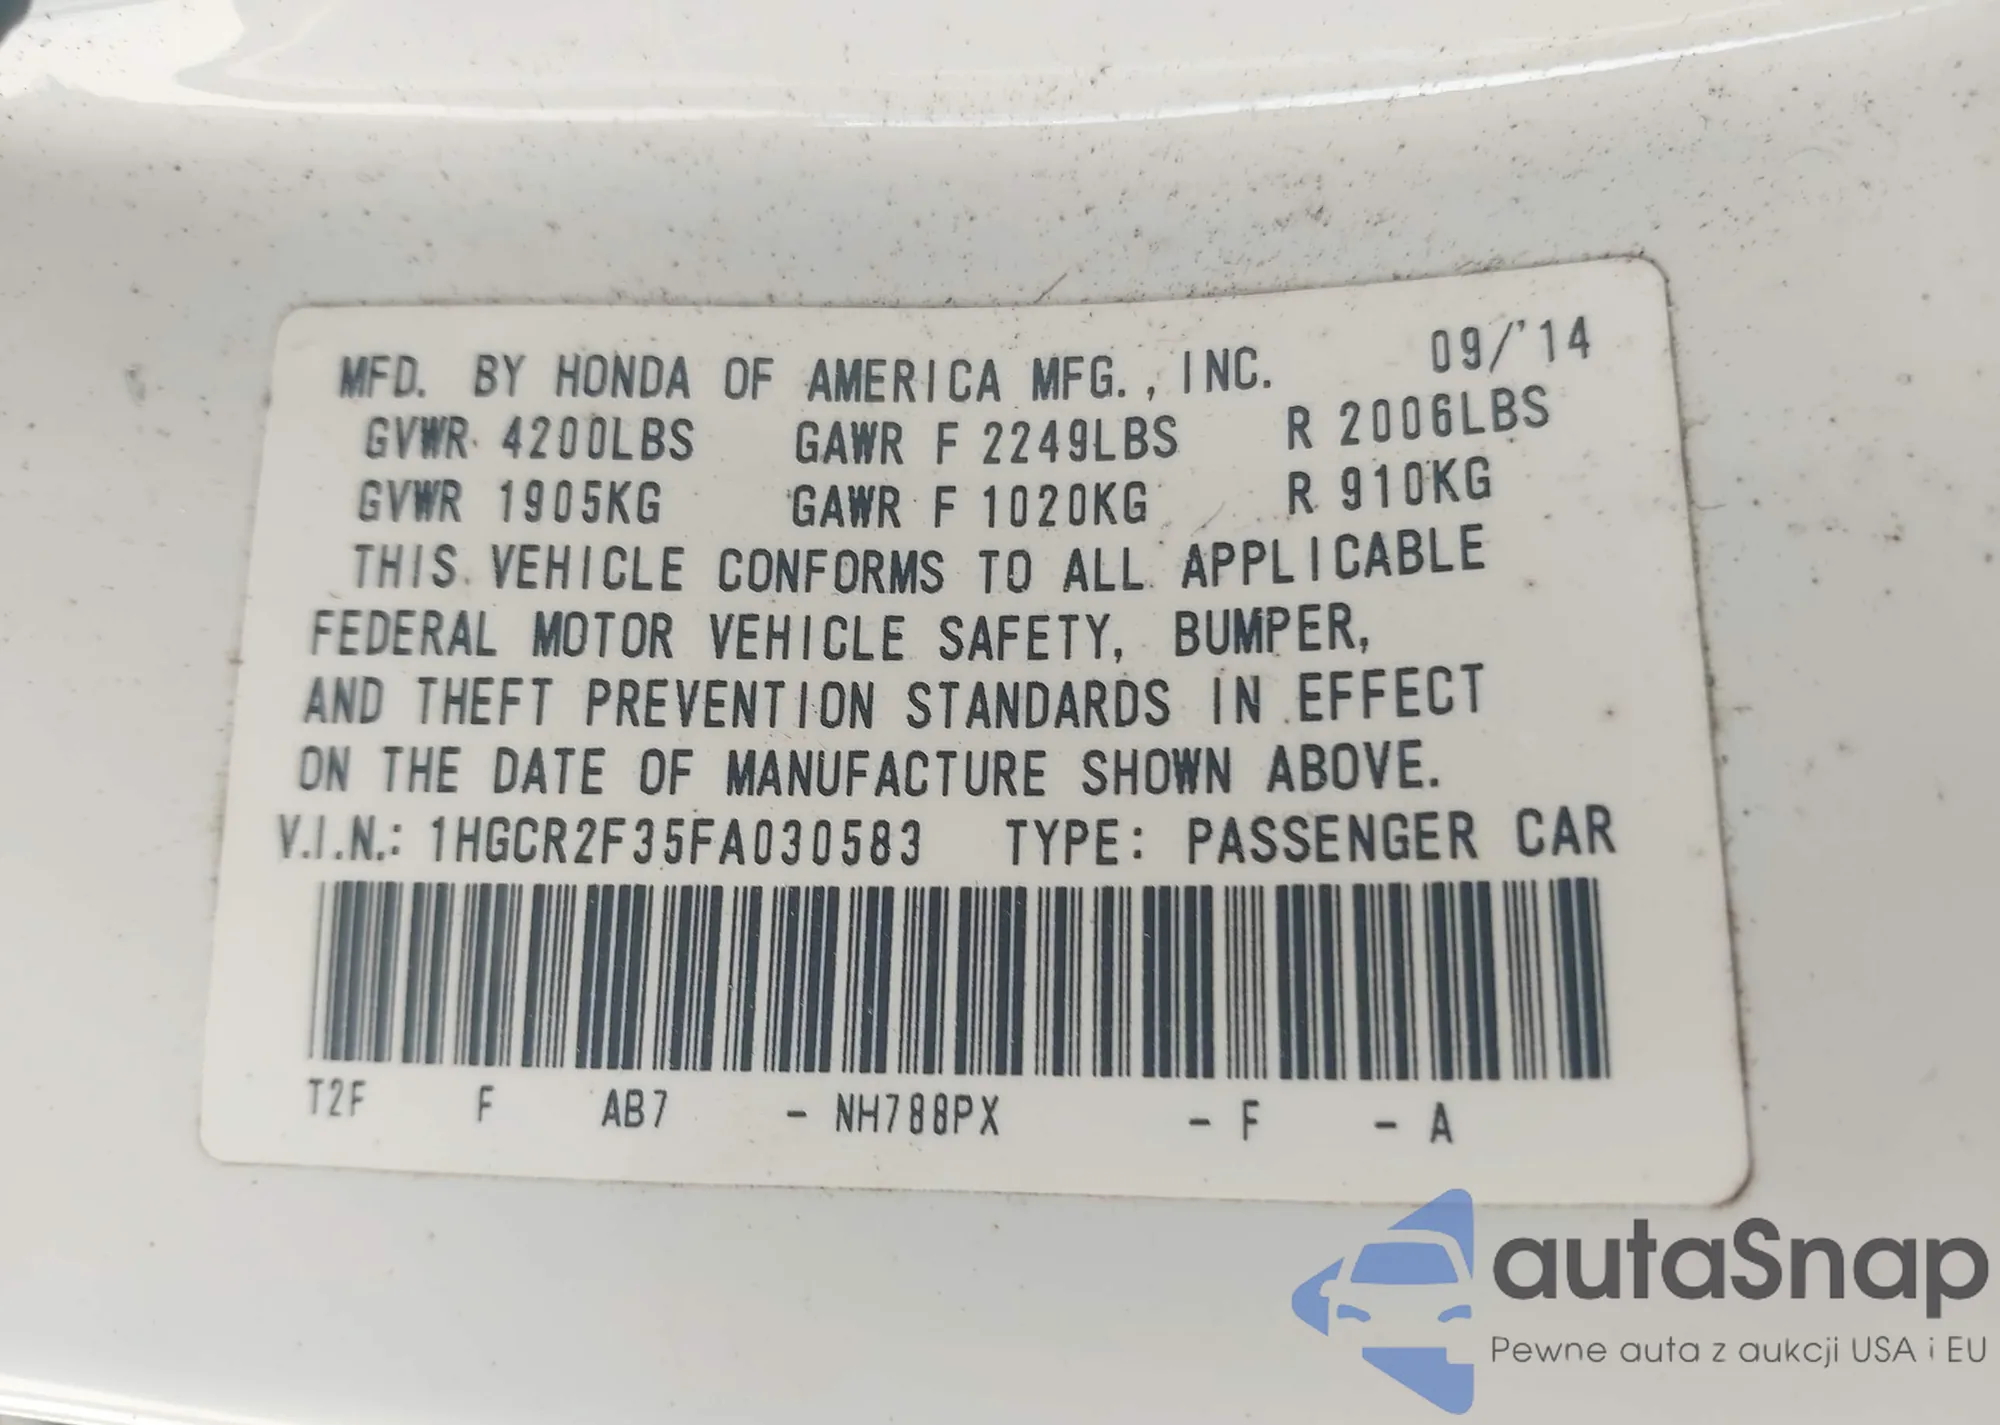 MFD. BY HONDA OF AMERICA MFG., INC. 09/'14
GVWR 4200LBS GAWR F 2249LBS R 2006LBS
GVWR 1905KG GAWR F 1020KG R 910KG
THIS VEHICLE CONFORMS TO ALL APPLICABLE
FEDERAL MOTOR VEHICLE SAFETY, BUMPER,
AND THEFT PREVENTION STANDARDS IN EFFECT
ON THE DATE OF MANUFACTURE SHOWN ABOVE.
V.I.N.: 1HGCR2F35FA030583 TYPE: PASSENGER CAR
T2F F AB7 - NH788PX - F - A
autaSnap
Pewne auta z aukcji USA i EU